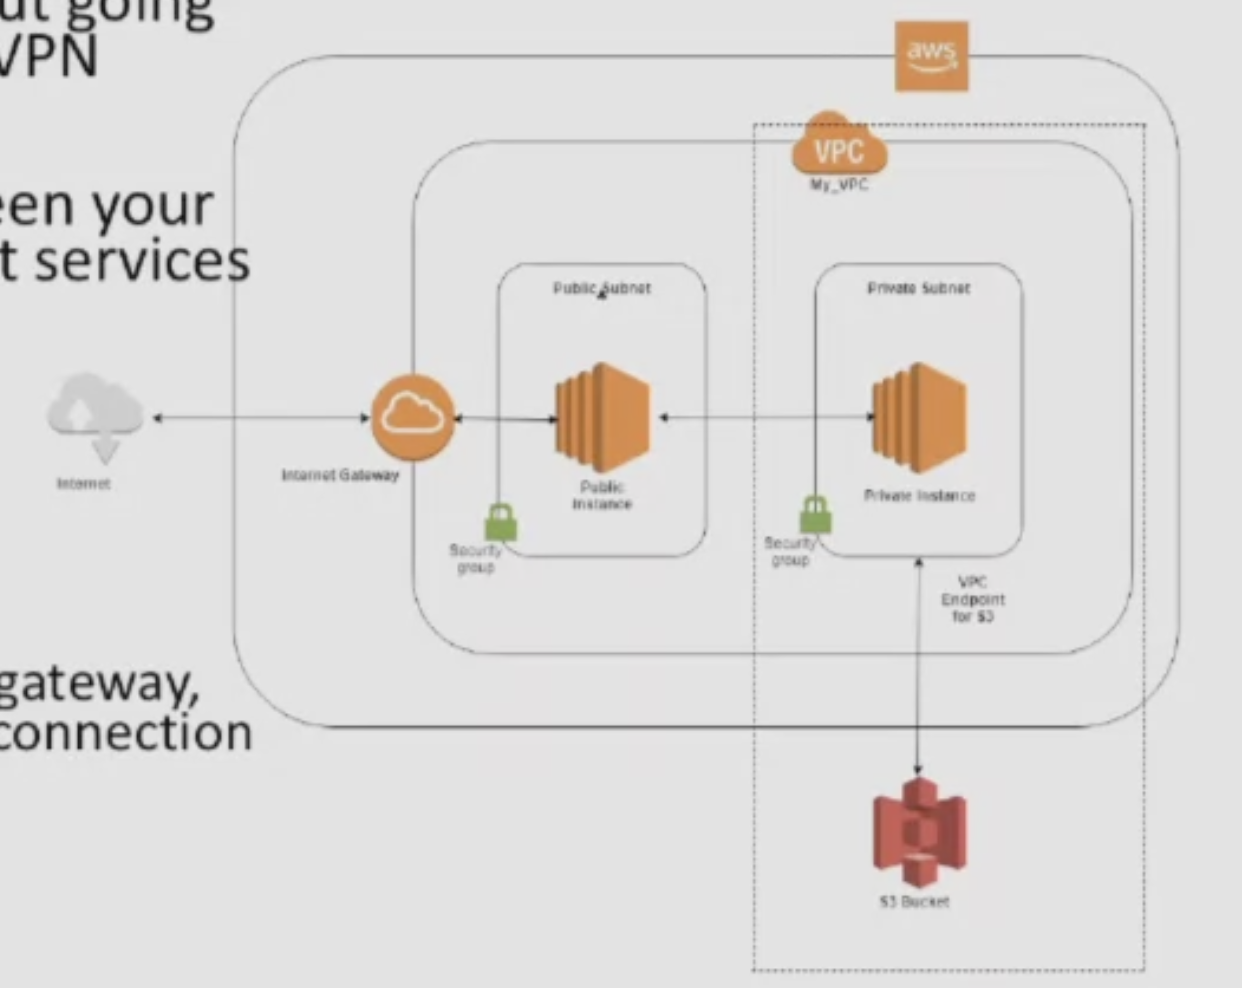 ut going
VPN
een your
t services
gateway,
connection
aws
VPC
My_VPC
Public Subnet
Private Subnet
Internet
Internet Gateway
Public
Instance
Private Instance
Security
group
Security
group
VPC
Endpoint
for S3
S3 Bucket